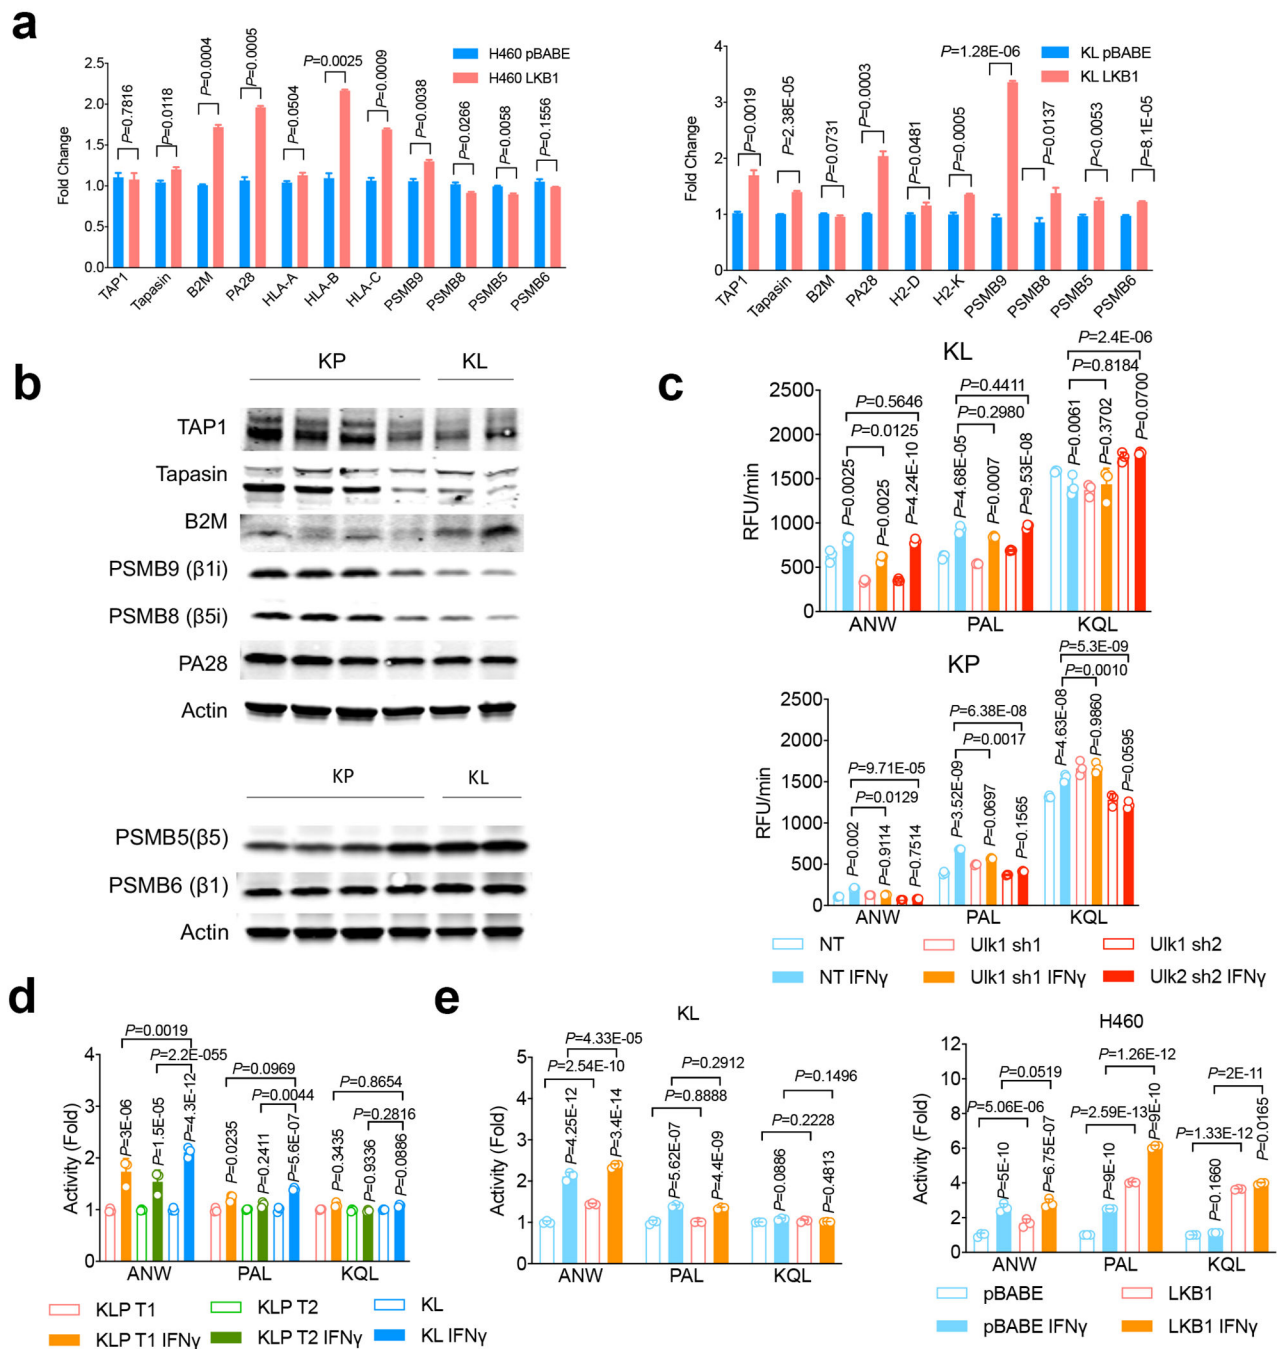 a
Fold Change
2.5
2.0
1.5
1.0
0.5
0.0
H460 pBABE
H460 LKB1
P=0.7816
P=0.0118
P=0.0004
P=0.0005
P=0.0504
P=0.0025
P=0.0009
P=0.0038
P=0.0266
P=0.0058
P=0.1556
TAP1
Tapasin
B2M
PA28
HLA-A
HLA-B
HLA-C
PSMB9
PSMB8
PSMB5
PSMB6
Fold Change
4
3
2
1
0
KL pBABE
KL LKB1
P=0.0019
P=2.38E-05
P=0.0731
P=0.0003
P=0.0481
P=0.0005
P=1.28E-06
P=0.0137
P<0.0053
P=8.1E-05
TAP1
Tapasin
B2M
PA28
H2-D
H2-K
PSMB9
PSMB8
PSMB5
PSMB6
b
KP KL
TAP1
Tapasin
B2M
PSMB9 (β1i)
PSMB8 (β5i)
PA28
Actin
KP KL
PSMB5(β5)
PSMB6 (β1)
Actin
c
KL
RFU/min
2500
2000
1500
1000
500
0
P=0.5646
P=0.0125
P=0.0025
P=0.0025
P=4.24E-10
P=0.4411
P=0.2980
P=4.68E-05
P=0.0007
P=9.53E-08
P=2.4E-06
P=0.8184
P=0.0061
P=0.3702
P=0.0700
ANW PAL KQL
KP
RFU/min
2500
2000
1500
1000
500
0
P=9.71E-05
P=0.0129
P=0.002
P=0.9114
P=0.7514
P=6.38E-08
P=0.0017
P=3.52E-09
P=0.0697
P=0.1565
P=5.3E-09
P=0.0010
P=4.63E-08
P=0.9860
P=0.0595
ANW PAL KQL
NT Ulk1 sh1 Ulk1 sh2
NT IFNγ Ulk1 sh1 IFNγ Ulk2 sh2 IFNγ
d
Activity (Fold)
4
3
2
1
0
P=0.0019
P=2.2E-055
P=3E-06
P=1.5E-05
P=4.3E-12
P=0.0969
P=0.0044
P=0.0235
P=0.2411
P=5.6E-07
P=0.8654
P=0.2816
P=0.3435
P=0.9336
P=0.0886
ANW PAL KQL
KLP T1 KLP T2 KL
KLP T1 IFNγ KLP T2 IFNγ KL IFNγ
e
KL
Activity (Fold)
5
4
3
2
1
0
P=4.33E-05
P=2.54E-10
P=4.25E-12
P=3.4E-14
P=0.2912
P=0.8888
P=5.62E-07
P=4.4E-09
P=0.1496
P=0.2228
P=0.0886
P=0.4813
ANW PAL KQL
H460
Activity (Fold)
12
10
8
6
4
2
0
P=0.0519
P=5.06E-06
P=5E-10
P=6.75E-07
P=1.26E-12
P=2.59E-13
P=9E-10
P=9E-10
P=2E-11
P=1.33E-12
P=0.1660
P=0.0165
ANW PAL KQL
pBABE LKB1
pBABE IFNγ LKB1 IFNγ